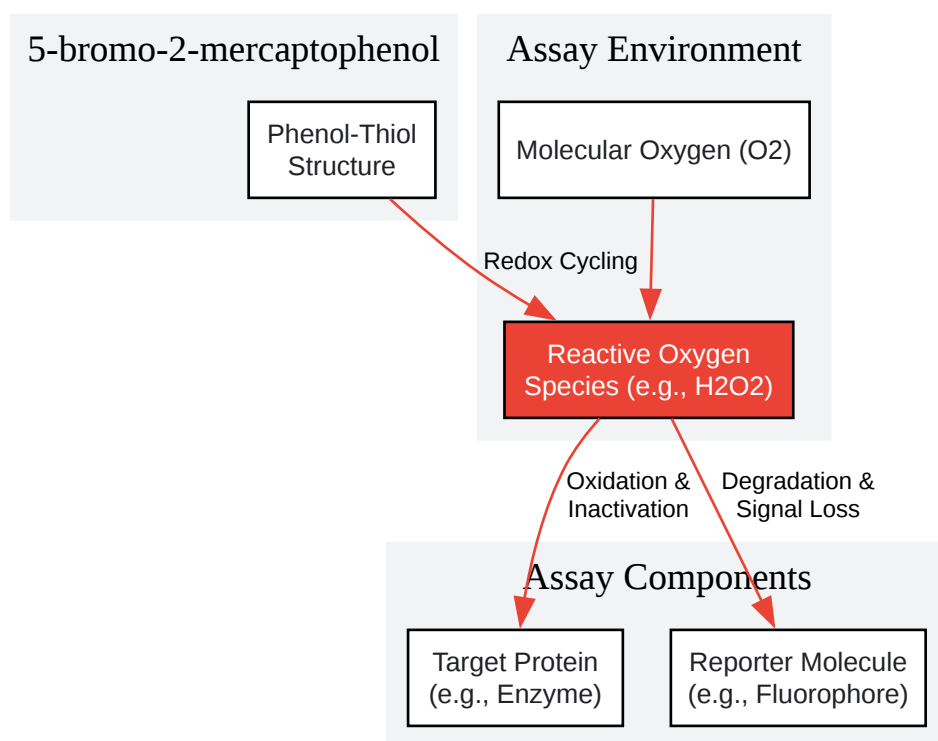 5-bromo-2-mercaptophenol
Assay Environment
Phenol-Thiol
Structure
Molecular Oxygen (O2)
Redox Cycling
Reactive Oxygen
Species (e.g., H2O2)
Oxidation &
Inactivation
Degradation &
Signal Loss
Assay Components
Target Protein
(e.g., Enzyme)
Reporter Molecule
(e.g., Fluorophore)